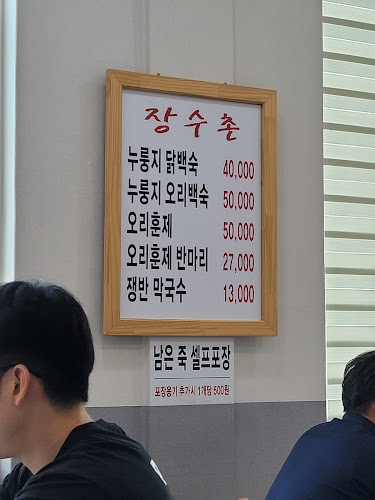 장수촌
누룽지 닭백숙 40,000
누룽지 오리백숙 50,000
오리훈제 50,000
오리훈제 반마리 27,000
쟁반 막국수 13,000
남은 죽 셀프포장
포장용기 추가시 1개당 500원